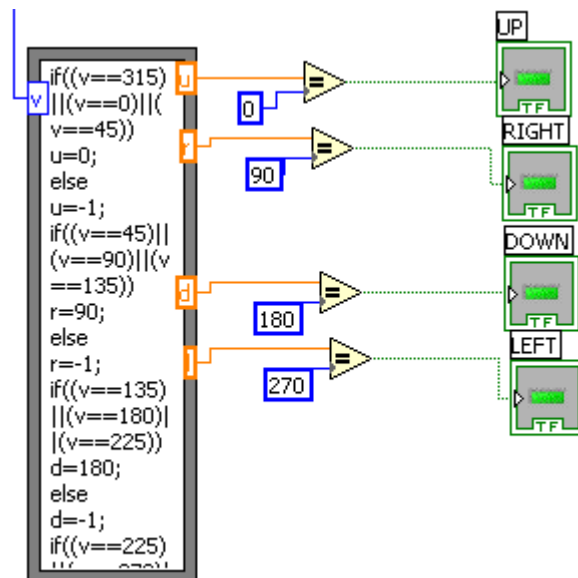 UP
if((v==315)
||(v==0)||(
v==45))
u=0;
else
u=-1;
if((v==45)||
(v==90)||(v
==135))
r=90;
else
r=-1;
if((v==135)
||(v==180)|
|(v==225))
d=180;
else
d=-1;
if((v==225)
v
u
r
d
l
=
0
=
90
=
180
=
270
TF
RIGHT
TF
DOWN
TF
LEFT
TF